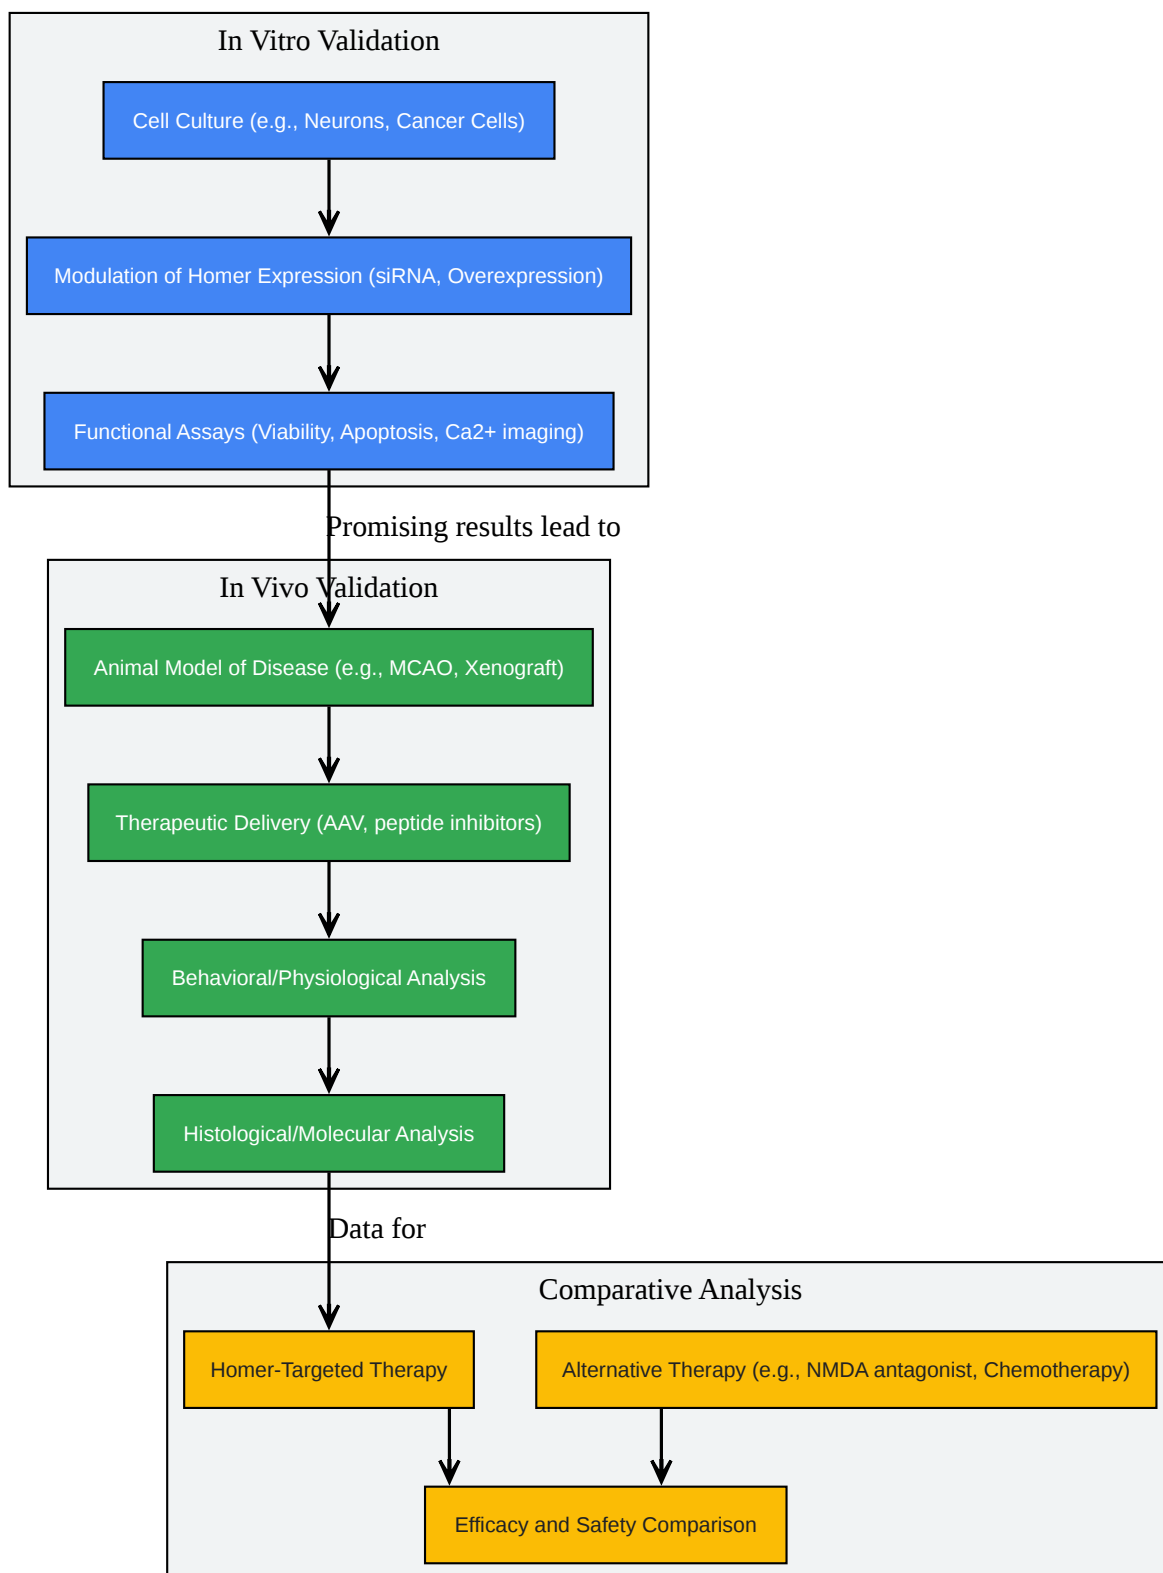 In Vitro Validation
Cell Culture (e.g., Neurons, Cancer Cells)
Modulation of Homer Expression (siRNA, Overexpression)
Functional Assays (Viability, Apoptosis, Ca2+ imaging)
Promising results lead to
In Vivo Validation
Animal Model of Disease (e.g., MCAO, Xenograft)
Therapeutic Delivery (AAV, peptide inhibitors)
Behavioral/Physiological Analysis
Histological/Molecular Analysis
Data for
Comparative Analysis
Homer-Targeted Therapy
Alternative Therapy (e.g., NMDA antagonist, Chemotherapy)
Efficacy and Safety Comparison